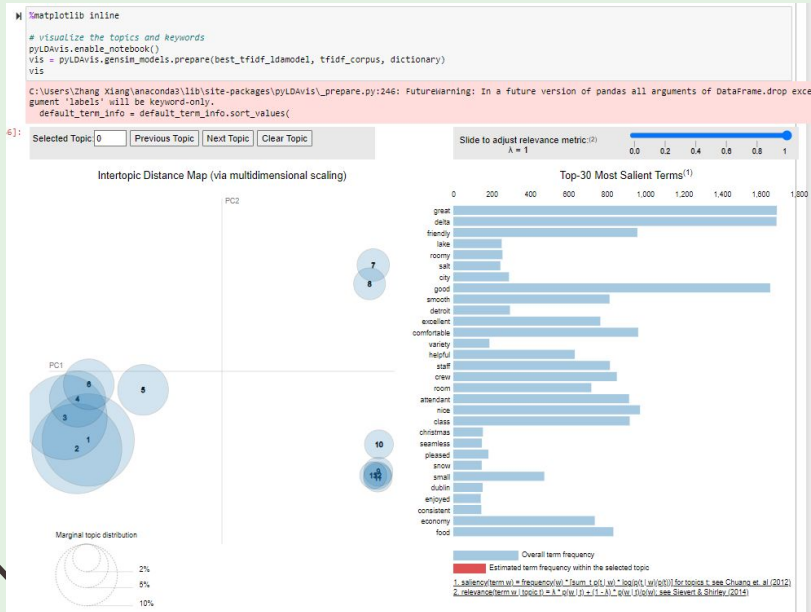 %matplotlib inline
# visualize the topics and keywords
pyLDAvis.enable_notebook()
vis = pyLDAvis.gensim_models.prepare(best_tfidf_ldamodel, tfidf_corpus, dictionary)
vis
C:\Users\Zhang Xiang\anaconda3\lib\site-packages\pyLDAvis\_prepare.py:246: FutureWarning: In a future version of pandas all arguments of DataFrame.drop exce
gument 'labels' will be keyword-only.
default_term_info = default_term_info.sort_values(
6]:
Selected Topic: 0 Previous Topic Next Topic Clear Topic
Slide to adjust relevance metric:(2)
λ = 1
0.0 0.2 0.4 0.6 0.8 1
Intertopic Distance Map (via multidimensional scaling)
PC2
PC1
7
8
6
5
4
3
1
2
10
Marginal topic distribution
2%
5%
10%
Top-30 Most Salient Terms(1)
0 200 400 600 800 1,000 1,200 1,400 1,600 1,800
great
delta
friendly
lake
roomy
salt
city
good
smooth
detroit
excellent
comfortable
variety
helpful
staff
crew
room
attendant
nice
class
christmas
seamless
pleased
snow
small
dublin
enjoyed
consistent
economy
food
Overall term frequency
Estimated term frequency within the selected topic
1. saliency(term w) = frequency(w) * [sum_t p(t | w) * log(p(t | w)/p(t))] for topics t; see Chuang et. al (2012)
2. relevance(term w | topic t) = λ * p(w | t) + (1 - λ) * p(w | t)/p(w); see Sievert & Shirley (2014)